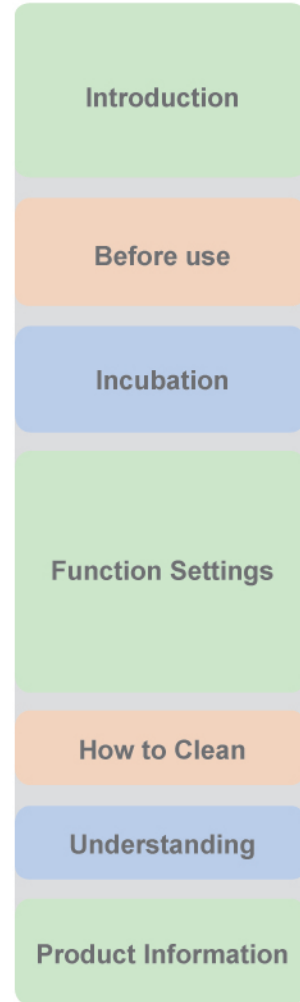 Introduction
Before use
Incubation
Function Settings
How to Clean
Understanding
Product Information